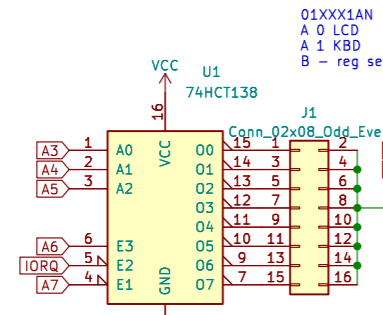 01XXX1AN
A 0 LCD
A 1 KBD
B – reg se
VCC
U1
74HCT138
J1
Conn_02x08_Odd_Eve
16
VCC
GND
A3 1 A0 O0 15 1 2
A4 2 A1 O1 14 3 4
A5 3 A2 O2 13 5 6
O3 12 7 8
O4 11 9 10
A6 6 E3 O5 10 11 12
IORQ 5 E2 O6 9 13 14
A7 4 E1 O7 7 15 16